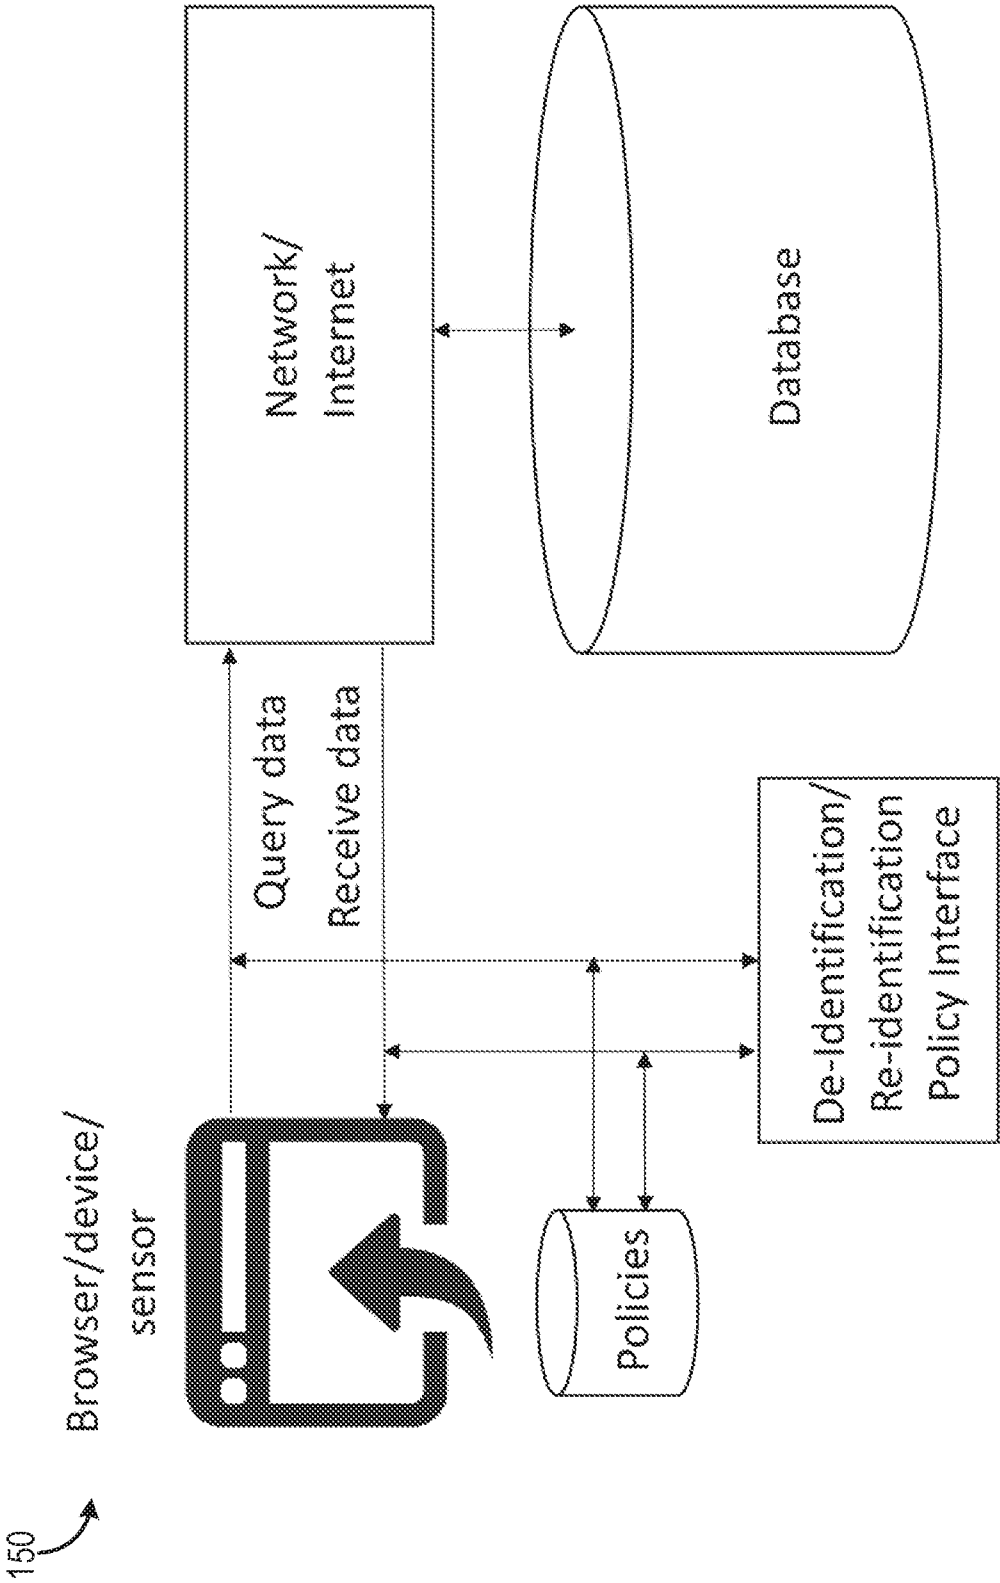 150
Browser/device/
sensor
Query data
Receive data
Network/
Internet
Policies
De-Identification/
Re-identification
Policy Interface
Database